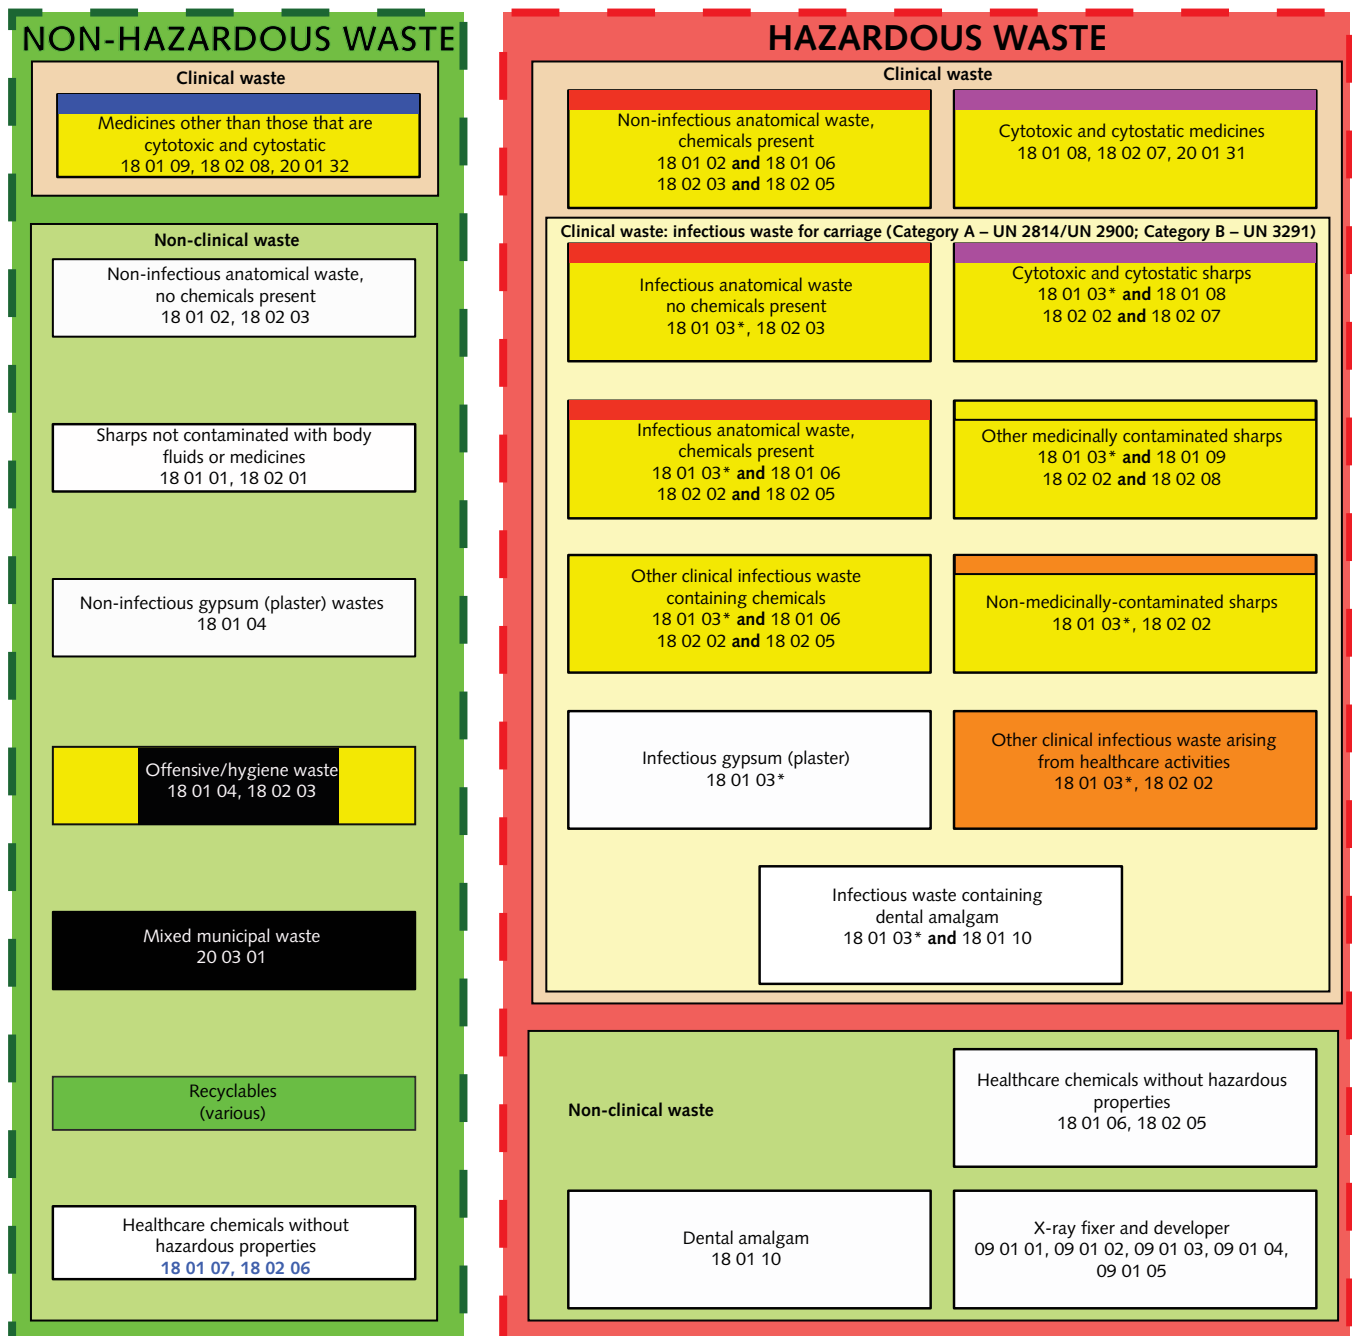 NON-HAZARDOUS WASTE
Clinical waste
Medicines other than those that are
cytotoxic and cytostatic
18 01 09, 18 02 08, 20 01 32
Non-clinical waste
Non-infectious anatomical waste,
no chemicals present
18 01 02, 18 02 03
Sharps not contaminated with body
fluids or medicines
18 01 01, 18 02 01
Non-infectious gypsum (plaster) wastes
18 01 04
Offensive/hygiene waste
18 01 04, 18 02 03
Mixed municipal waste
20 03 01
Recyclables
(various)
Healthcare chemicals without
hazardous properties
18 01 07, 18 02 06
HAZARDOUS WASTE
Clinical waste
Non-infectious anatomical waste,
chemicals present
18 01 02 and 18 01 06
18 02 03 and 18 02 05
Cytotoxic and cytostatic medicines
18 01 08, 18 02 07, 20 01 31
Clinical waste: infectious waste for carriage (Category A – UN 2814/UN 2900; Category B – UN 3291)
Infectious anatomical waste
no chemicals present
18 01 03*, 18 02 03
Cytotoxic and cytostatic sharps
18 01 03* and 18 01 08
18 02 02 and 18 02 07
Infectious anatomical waste,
chemicals present
18 01 03* and 18 01 06
18 02 02 and 18 02 05
Other medicinally contaminated sharps
18 01 03* and 18 01 09
18 02 02 and 18 02 08
Other clinical infectious waste
containing chemicals
18 01 03* and 18 01 06
18 02 02 and 18 02 05
Non-medicinally-contaminated sharps
18 01 03*, 18 02 02
Infectious gypsum (plaster)
18 01 03*
Other clinical infectious waste arising
from healthcare activities
18 01 03*, 18 02 02
Infectious waste containing
dental amalgam
18 01 03* and 18 01 10
Non-clinical waste
Healthcare chemicals without hazardous
properties
18 01 06, 18 02 05
Dental amalgam
18 01 10
X-ray fixer and developer
09 01 01, 09 01 02, 09 01 03, 09 01 04,
09 01 05